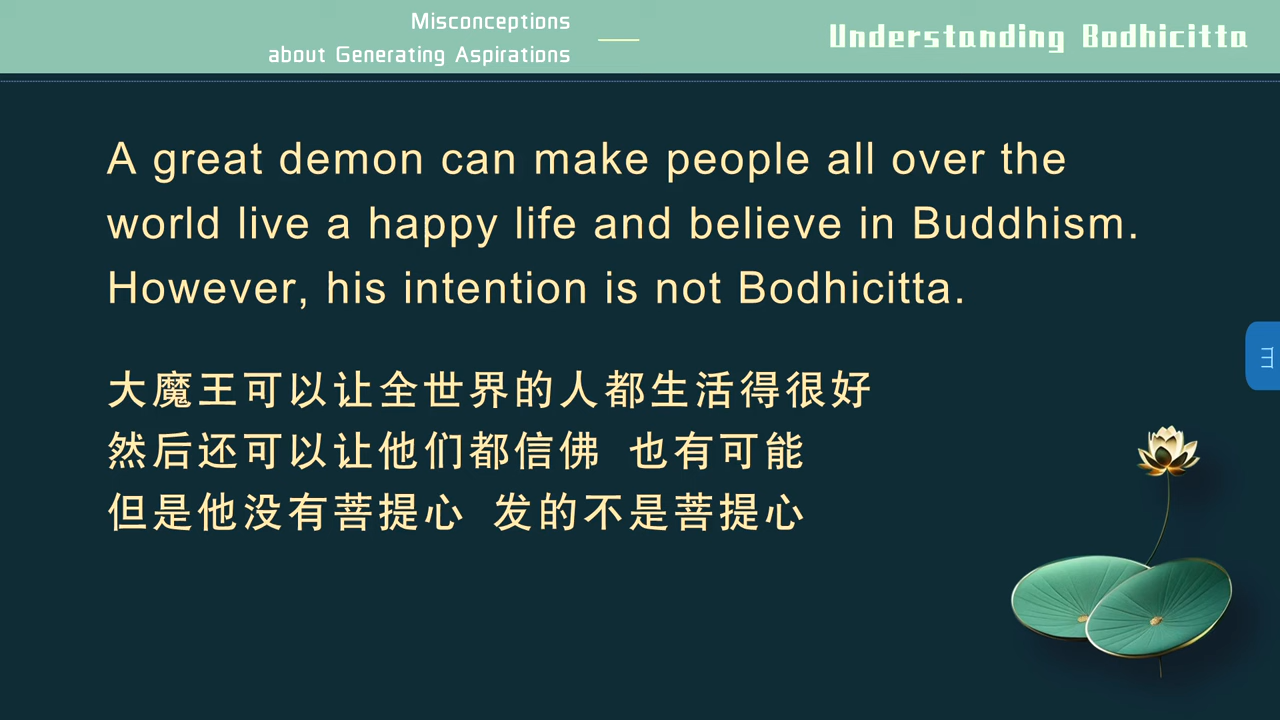 Misconceptions
about Generating Aspirations
Understanding Bodhicitta
A great demon can make people all over the
world live a happy life and believe in Buddhism.
However, his intention is not Bodhicitta.
大魔王可以让全世界的人都生活得很好
然后还可以让他们都信佛 也有可能
但是他没有菩提心 发的不是菩提心